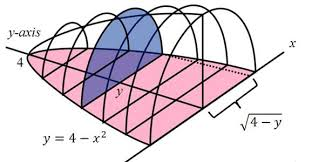 y-axis
x
4
y
√4 − y
y = 4 − x²